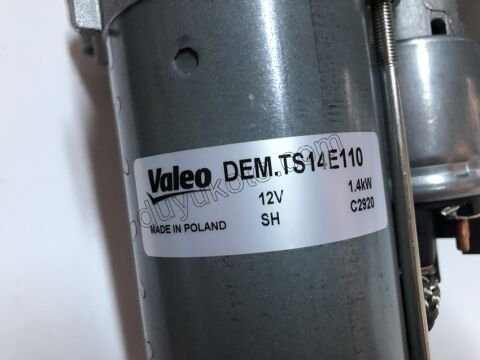 Valeo DEM.TS14E110
12V 1.4kW
MADE IN POLAND SH C2920